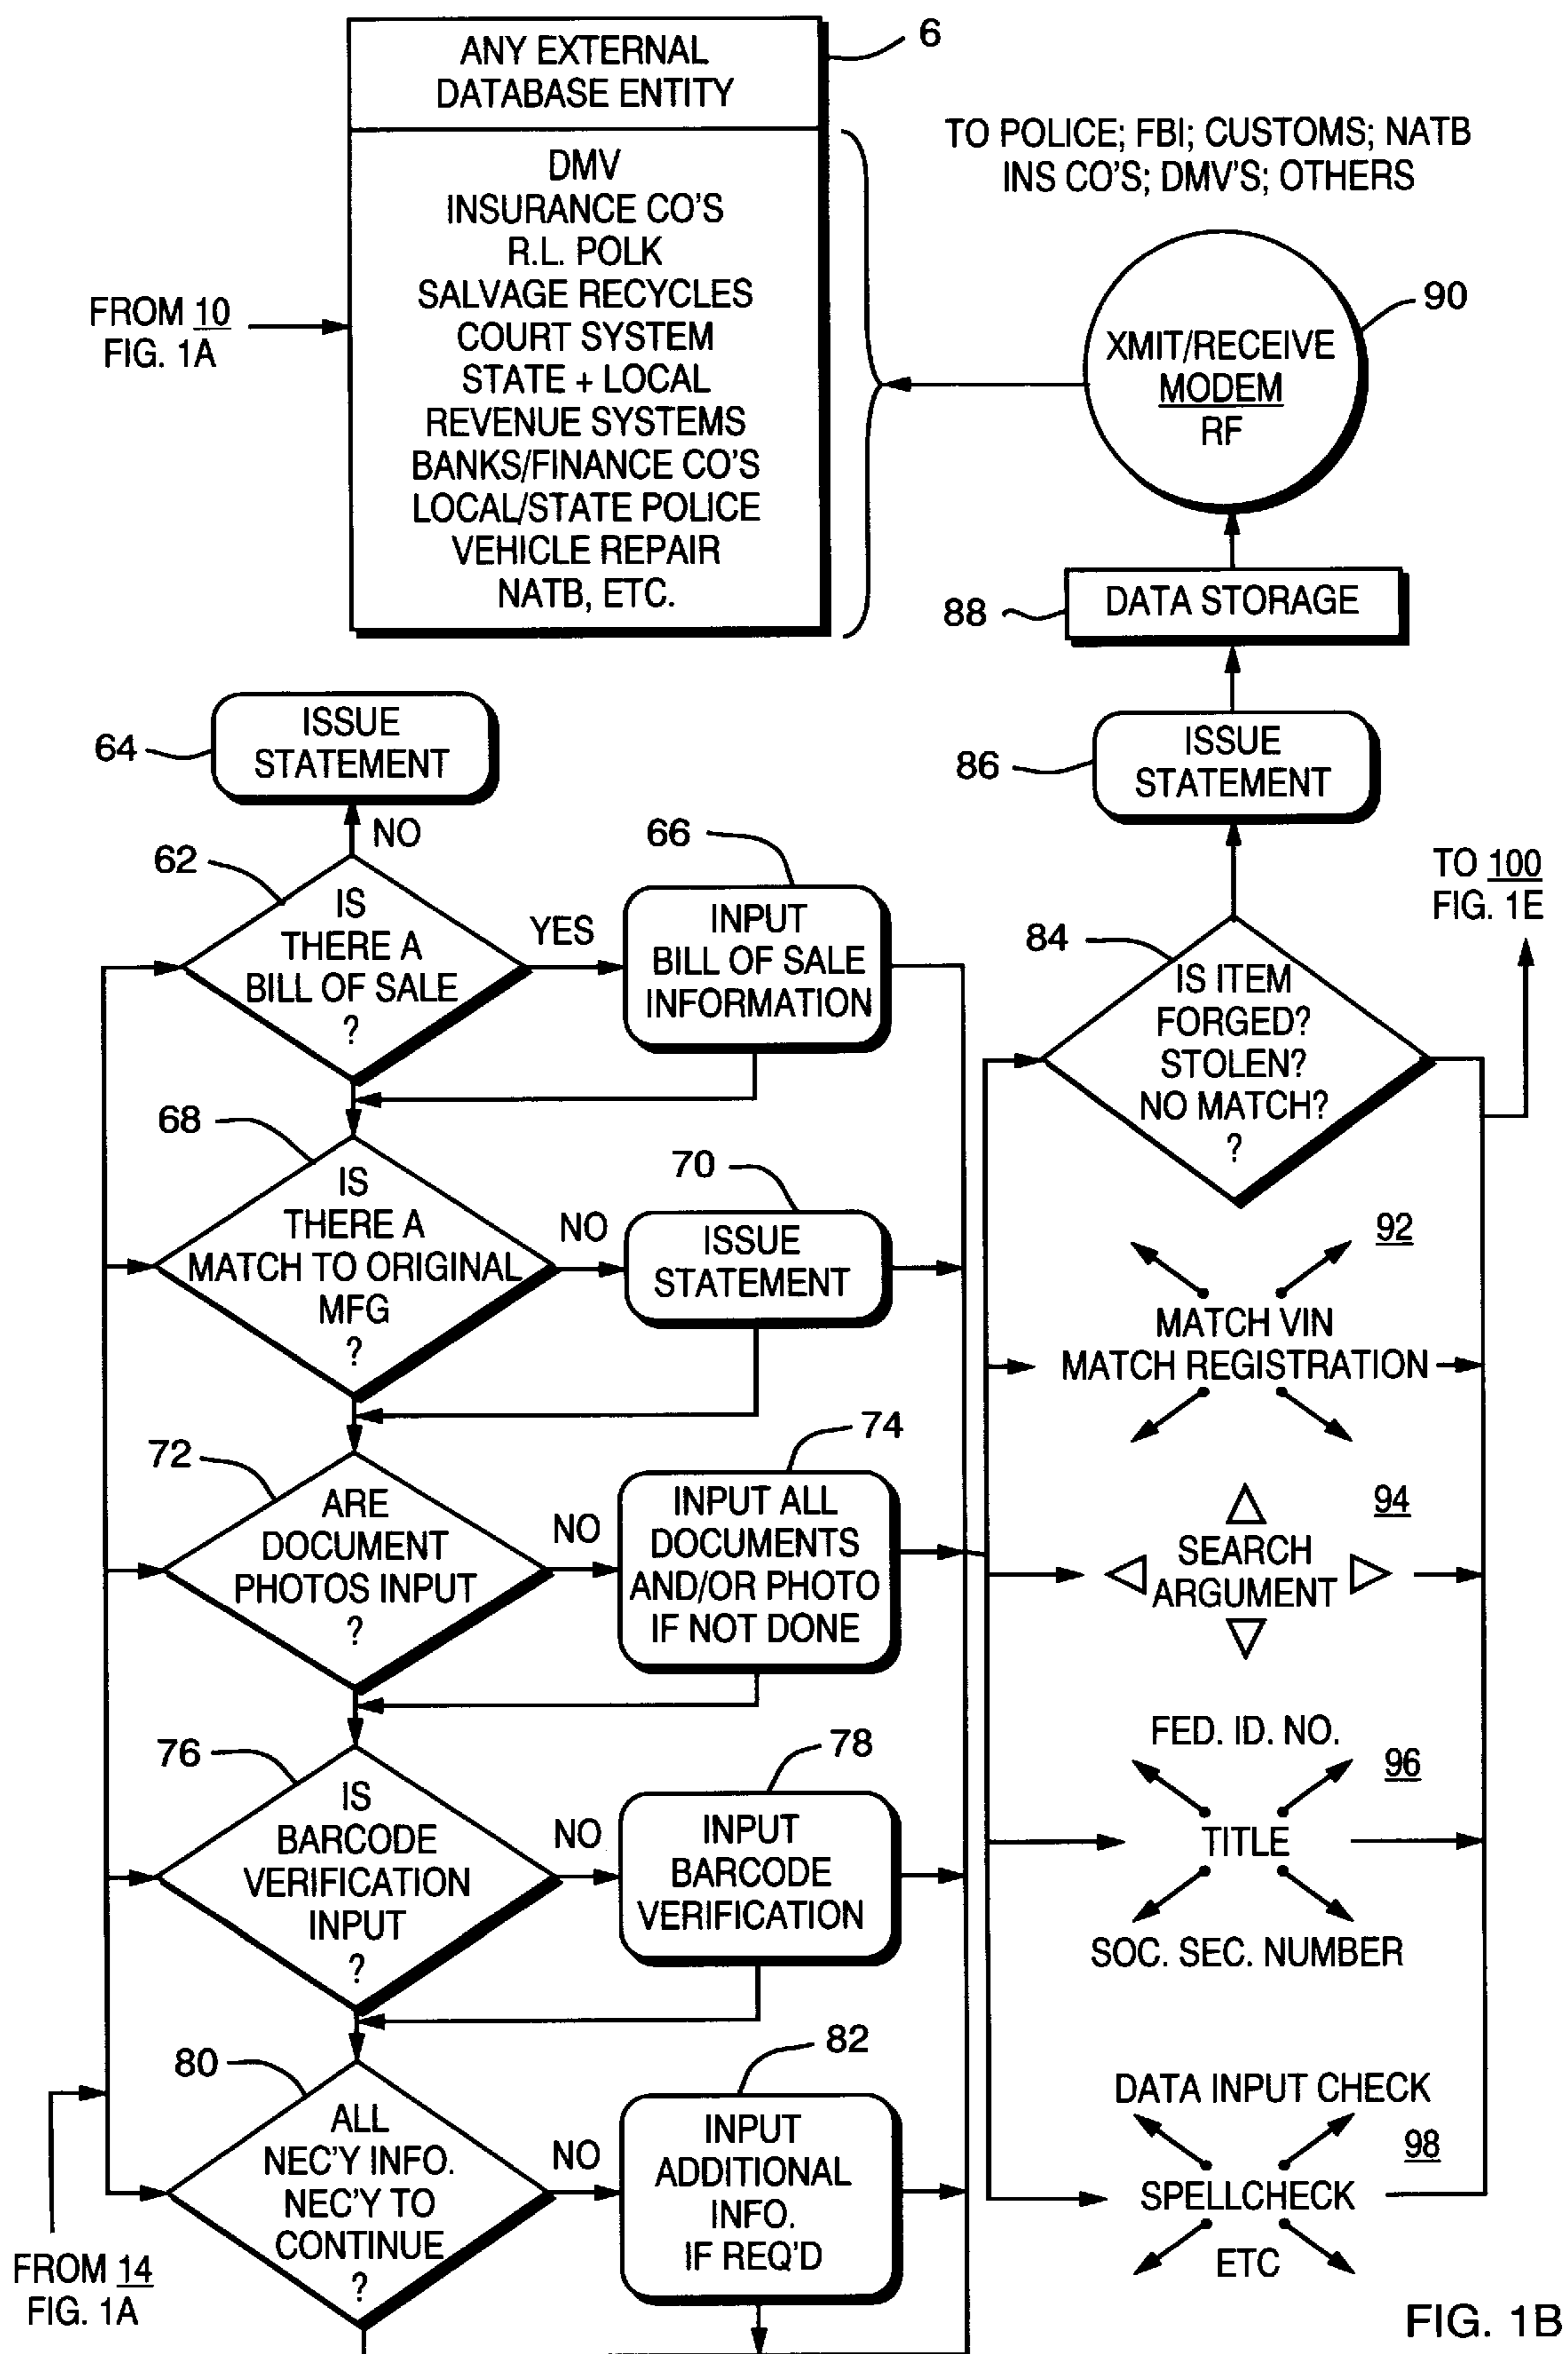 6
ANY EXTERNAL
DATABASE ENTITY
DMV
INSURANCE CO'S
R.L. POLK
SALVAGE RECYCLES
COURT SYSTEM
STATE + LOCAL
REVENUE SYSTEMS
BANKS/FINANCE CO'S
LOCAL/STATE POLICE
VEHICLE REPAIR
NATB, ETC.
FROM 10
FIG. 1A
TO POLICE; FBI; CUSTOMS; NATB
INS CO'S; DMV'S; OTHERS
90
XMIT/RECEIVE
MODEM
RF
88
DATA STORAGE
86
ISSUE
STATEMENT
64
ISSUE
STATEMENT
NO
62
IS
THERE A
BILL OF SALE
?
YES
66
INPUT
BILL OF SALE
INFORMATION
68
IS
THERE A
MATCH TO ORIGINAL
MFG
?
NO
70
ISSUE
STATEMENT
72
ARE
DOCUMENT
PHOTOS INPUT
?
NO
74
INPUT ALL
DOCUMENTS
AND/OR PHOTO
IF NOT DONE
76
IS
BARCODE
VERIFICATION
INPUT
?
NO
78
INPUT
BARCODE
VERIFICATION
80
ALL
NEC'Y INFO.
NEC'Y TO
CONTINUE
?
NO
82
INPUT
ADDITIONAL
INFO.
IF REQ'D
FROM 14
FIG. 1A
84
IS ITEM
FORGED?
STOLEN?
NO MATCH?
?
TO 100
FIG. 1E
92
MATCH VIN
MATCH REGISTRATION
94
SEARCH
ARGUMENT
FED. ID. NO.
96
TITLE
SOC. SEC. NUMBER
DATA INPUT CHECK
98
SPELLCHECK
ETC
FIG. 1B